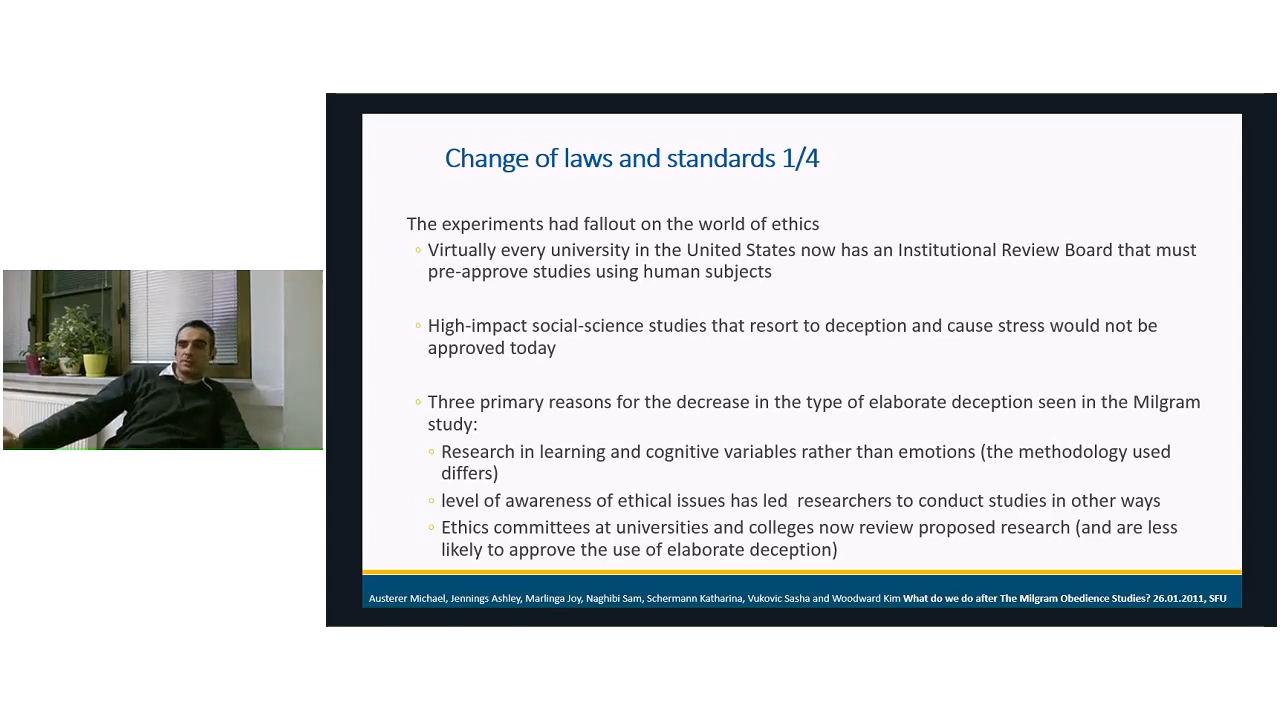 Change of laws and standards 1/4
The experiments had fallout on the world of ethics
◦ Virtually every university in the United States now has an Institutional Review Board that must
pre-approve studies using human subjects
◦ High-impact social-science studies that resort to deception and cause stress would not be
approved today
◦ Three primary reasons for the decrease in the type of elaborate deception seen in the Milgram
study:
◦ Research in learning and cognitive variables rather than emotions (the methodology used
differs)
◦ level of awareness of ethical issues has led  researchers to conduct studies in other ways
◦ Ethics committees at universities and colleges now review proposed research (and are less
likely to approve the use of elaborate deception)
Austerer Michael, Jennings Ashley, Marlinga Joy, Naghibi Sam, Schermann Katharina, Vukovic Sasha and Woodward Kim What do we do after The Milgram Obedience Studies? 26.01.2011, SFU